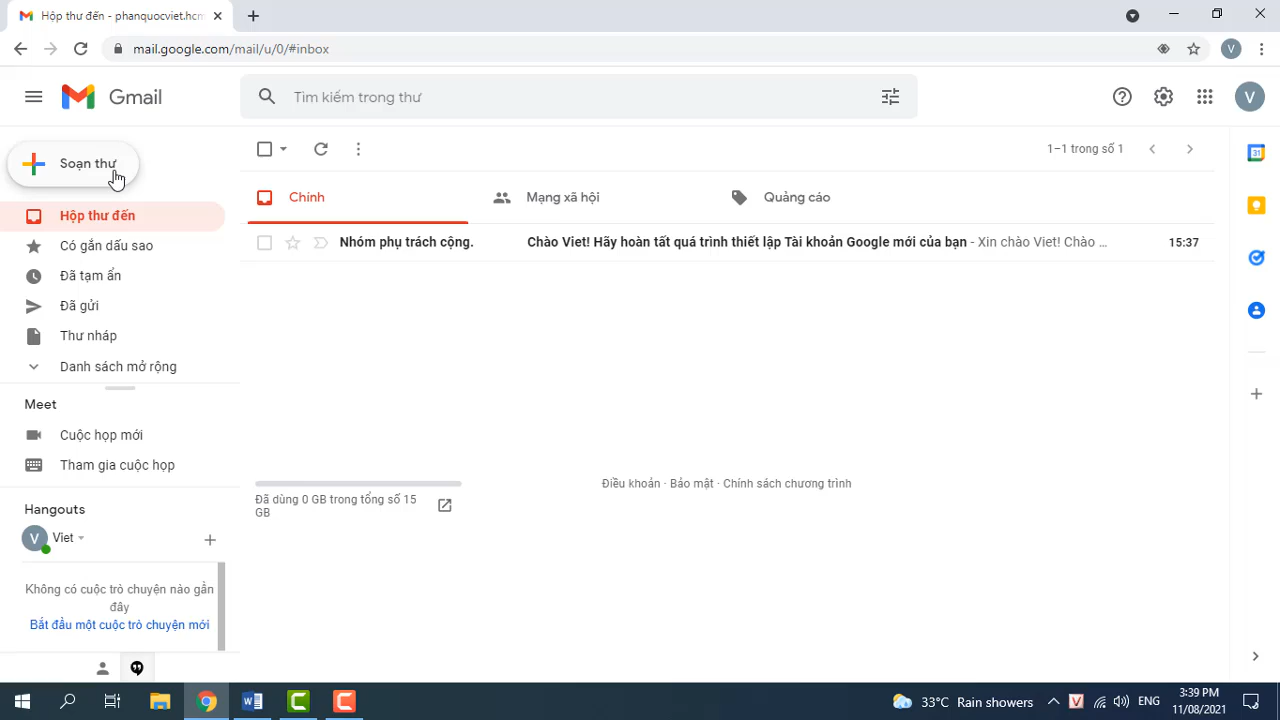 Hộp thư đến - phanquocviet.hcm
mail.google.com/mail/u/0/#inbox
V
Gmail
Tìm kiếm trong thư
V
Soạn thư
1–1 trong số 1
31
Hộp thư đến
Chính
Mạng xã hội
Quảng cáo
Có gắn dấu sao
Nhóm phụ trách cộng.
Chào Viet! Hãy hoàn tất quá trình thiết lập Tài khoản Google mới của bạn - Xin chào Viet! Chào ...
15:37
Đã tạm ẩn
Đã gửi
Thư nháp
Danh sách mở rộng
Meet
Cuộc họp mới
Tham gia cuộc họp
Đã dùng 0 GB trong tổng số 15
GB
Điều khoản · Bảo mật · Chính sách chương trình
Hangouts
V
Viet
Không có cuộc trò chuyện nào gần
đây
Bắt đầu một cuộc trò chuyện mới
33°C Rain showers
V
ENG
3:39 PM
11/08/2021